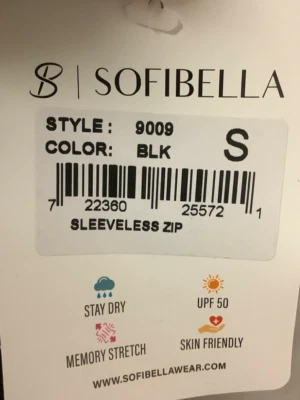 SB | SOFIBELLA
STYLE: 9009
COLOR: BLK S
7 22360 25572 1
SLEEVELESS ZIP
STAY DRY UPF 50
MEMORY STRETCH SKIN FRIENDLY
WWW.SOFIBELLAWEAR.COM